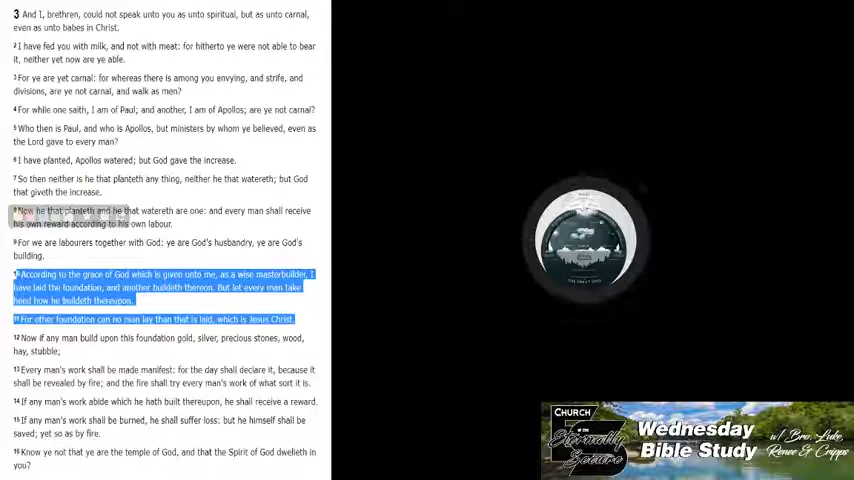 3 And I, brethren, could not speak unto you as unto spiritual, but as unto carnal,
even as unto babes in Christ.
2 I have fed you with milk, and not with meat: for hitherto ye were not able to bear
it, neither yet now are ye able.
3 For ye are yet carnal: for whereas there is among you envying, and strife, and
divisions, are ye not carnal, and walk as men?
4 For while one saith, I am of Paul; and another, I am of Apollos; are ye not carnal?
5 Who then is Paul, and who is Apollos, but ministers by whom ye believed, even as
the Lord gave to every man?
6 I have planted, Apollos watered; but God gave the increase.
7 So then neither is he that planteth any thing, neither he that watereth; but God
that giveth the increase.
8 Now he that planteth and he that watereth are one: and every man shall receive
his own reward according to his own labour.
9 For we are labourers together with God: ye are God's husbandry, ye are God's
building.
10 According to the grace of God which is given unto me, as a wise masterbuilder, I
have laid the foundation, and another buildeth thereon. But let every man take
heed how he buildeth thereupon.
11 For other foundation can no man lay than that is laid, which is Jesus Christ.
12 Now if any man build upon this foundation gold, silver, precious stones, wood,
hay, stubble;
13 Every man's work shall be made manifest: for the day shall declare it, because it
shall be revealed by fire; and the fire shall try every man's work of what sort it is.
14 If any man's work abide which he hath built thereupon, he shall receive a reward.
15 If any man's work shall be burned, he shall suffer loss: but he himself shall be
saved; yet so as by fire.
16 Know ye not that ye are the temple of God, and that the Spirit of God dwelleth in
you?
THE GREAT DEEP
CHURCH
of the
Eternally
Secure
Wednesday
Bible Study
w/ Bro. Luke,
Renee & Cripps